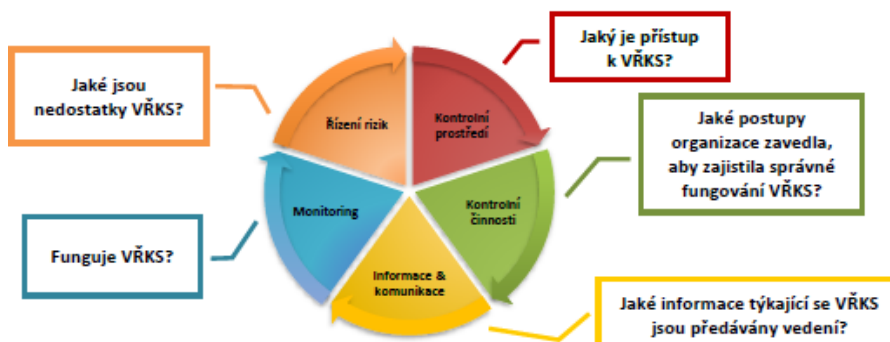 Jaký je přístup
k VŘKS?
Jaké jsou
nedostatky VŘKS?
Řízení rizik
Kontrolní
prostředí
Jaké postupy
organizace zavedla,
aby zajistila správné
fungování VŘKS?
Monitoring
Kontrolní
činnosti
Funguje VŘKS?
Informace &
komunikace
Jaké informace týkající se VŘKS
jsou předávány vedení?